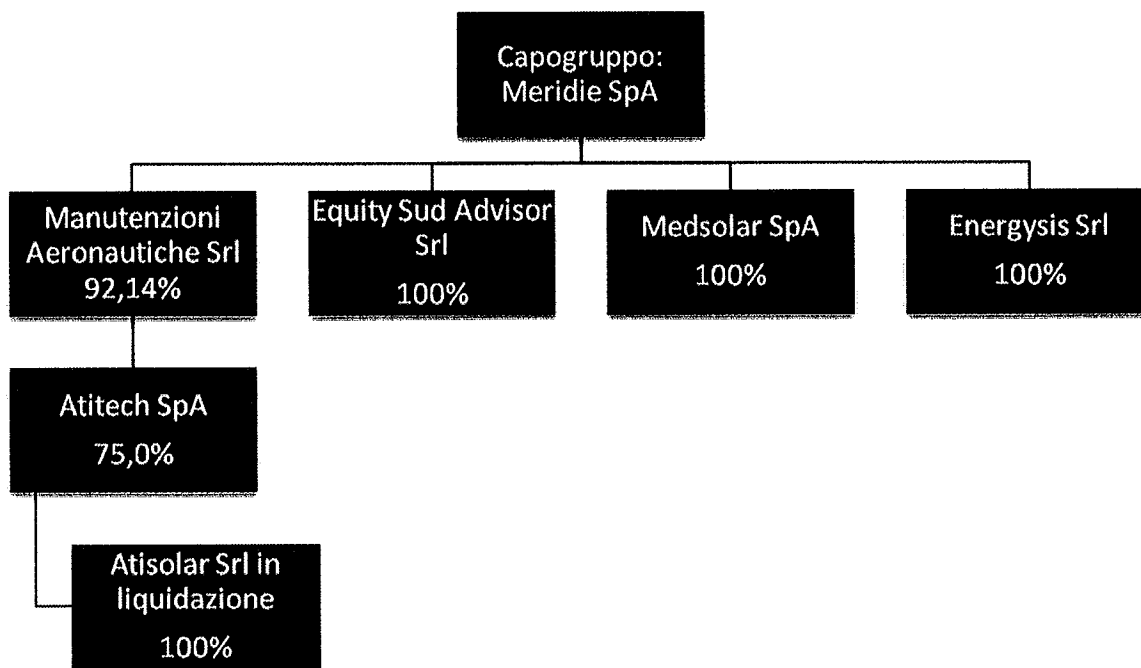 Capogruppo:
Meridie SpA
Manutenzioni
Aeronautiche Srl
92,14%
Equity Sud Advisor
Srl
100%
Medsolar SpA
100%
Energysis Srl
100%
Atitech SpA
75,0%
Atisolar Srl in
liquidazione
100%